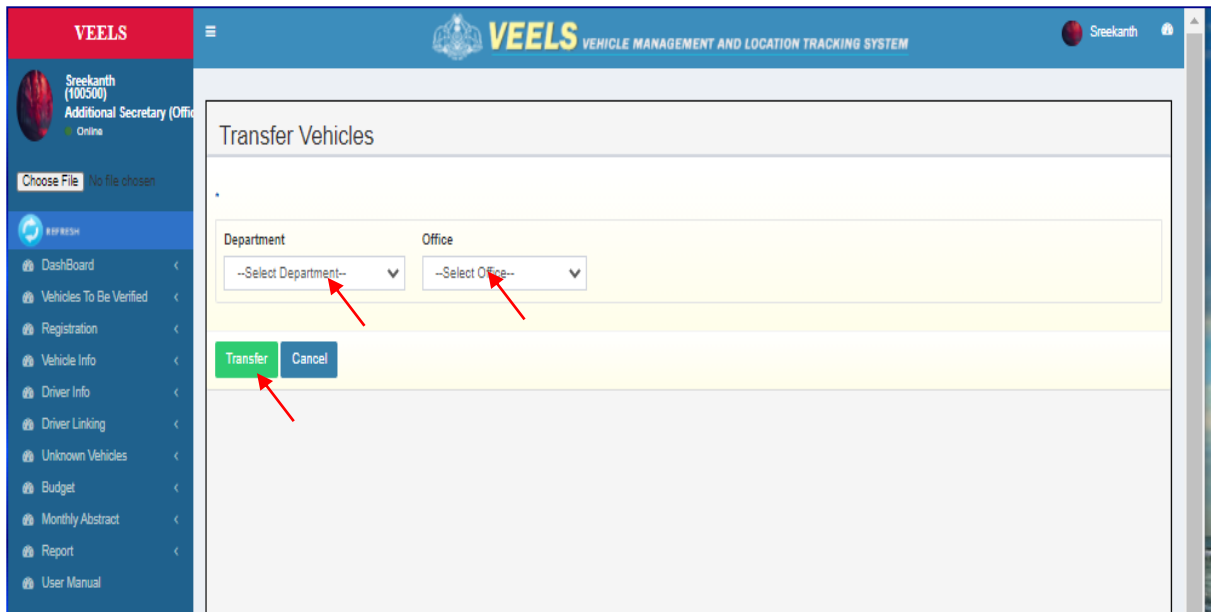 VEELS
VEELS VEHICLE MANAGEMENT AND LOCATION TRACKING SYSTEM
Sreekanth
Sreekanth
(100500)
Additional Secretary (Offic
Online
Choose File No file chosen
REFRESH
DashBoard
Vehicles To Be Verified
Registration
Vehicle Info
Driver Info
Driver Linking
Unknown Vehicles
Budget
Monthly Abstract
Report
User Manual
Transfer Vehicles
*
Department Office
--Select Department-- --Select Office--
Transfer Cancel